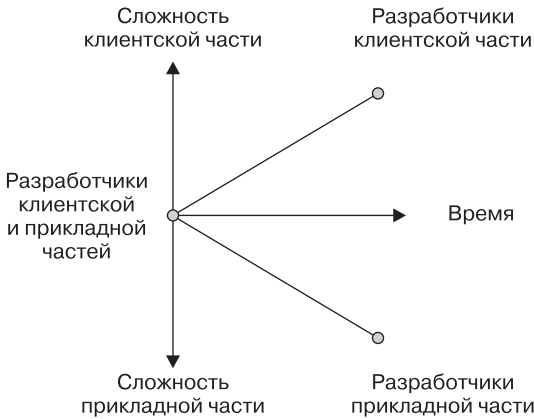 Сложность
клиентской части
Разработчики
клиентской части
Разработчики
клиентской
и прикладной
частей
Время
Сложность
прикладной части
Разработчики
прикладной части